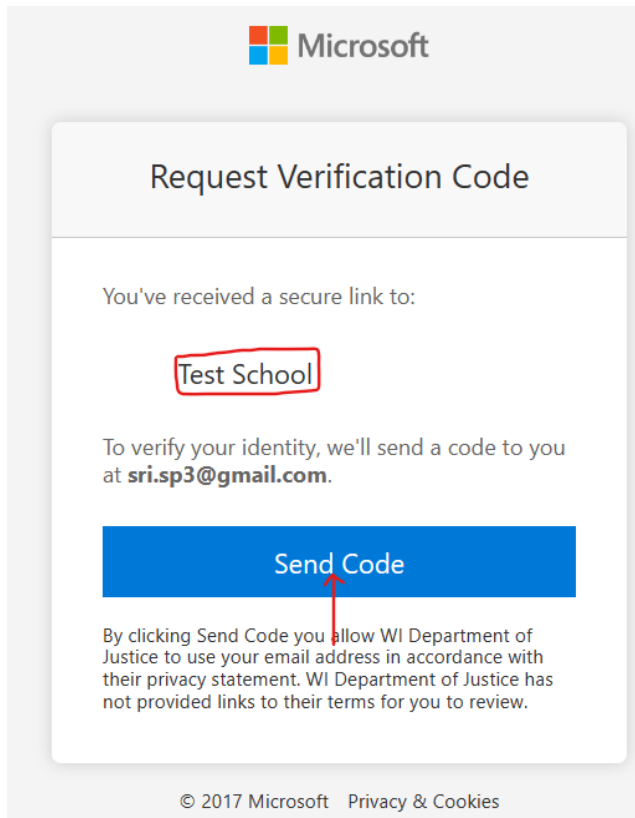 Microsoft
Request Verification Code
You've received a secure link to:
Test School
To verify your identity, we'll send a code to you
at sri.sp3@gmail.com.
Send Code
By clicking Send Code you allow WI Department of
Justice to use your email address in accordance with
their privacy statement. WI Department of Justice has
not provided links to their terms for you to review.
© 2017 Microsoft Privacy & Cookies